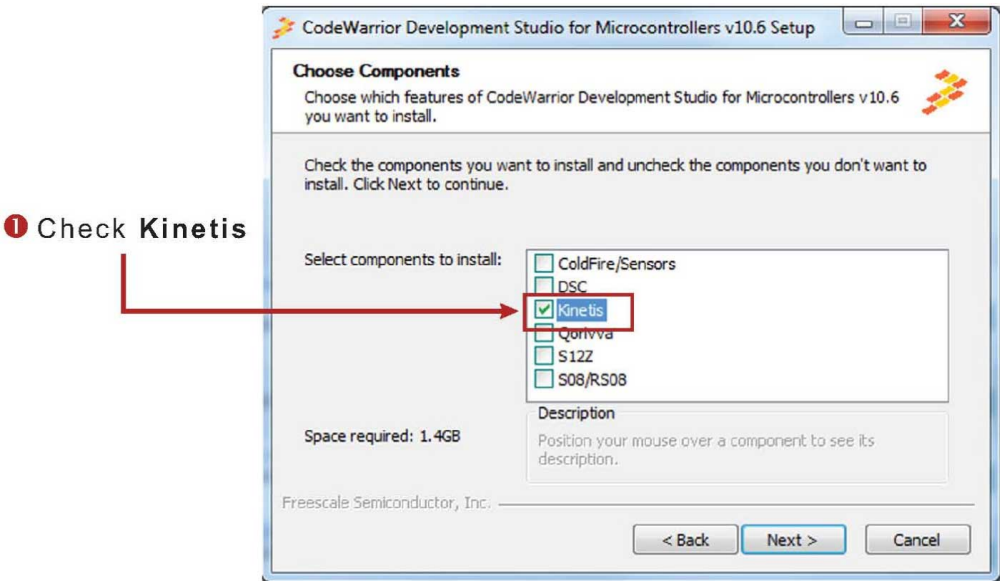 CodeWarrior Development Studio for Microcontrollers v10.6 Setup
Choose Components
Choose which features of CodeWarrior Development Studio for Microcontrollers v10.6
you want to install.
Check the components you want to install and uncheck the components you don't want to
install. Click Next to continue.
1 Check Kinetis
Select components to install:
ColdFire/Sensors
DSC
Kinetis
Qorivva
S12Z
S08/RS08
Space required: 1.4GB
Description
Position your mouse over a component to see its
description.
Freescale Semiconductor, Inc.
< Back
Next >
Cancel